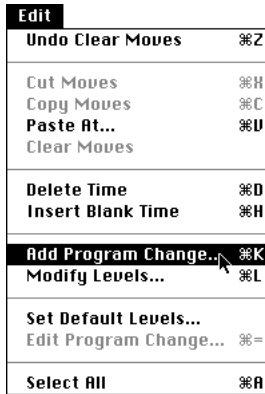 Edit
Undo Clear Moves ⌘Z
Cut Moves ⌘X
Copy Moves ⌘C
Paste At... ⌘V
Clear Moves
Delete Time ⌘D
Insert Blank Time ⌘H
Add Program Change... ⌘K
Modify Levels... ⌘L
Set Default Levels...
Edit Program Change... ⌘=
Select All ⌘A